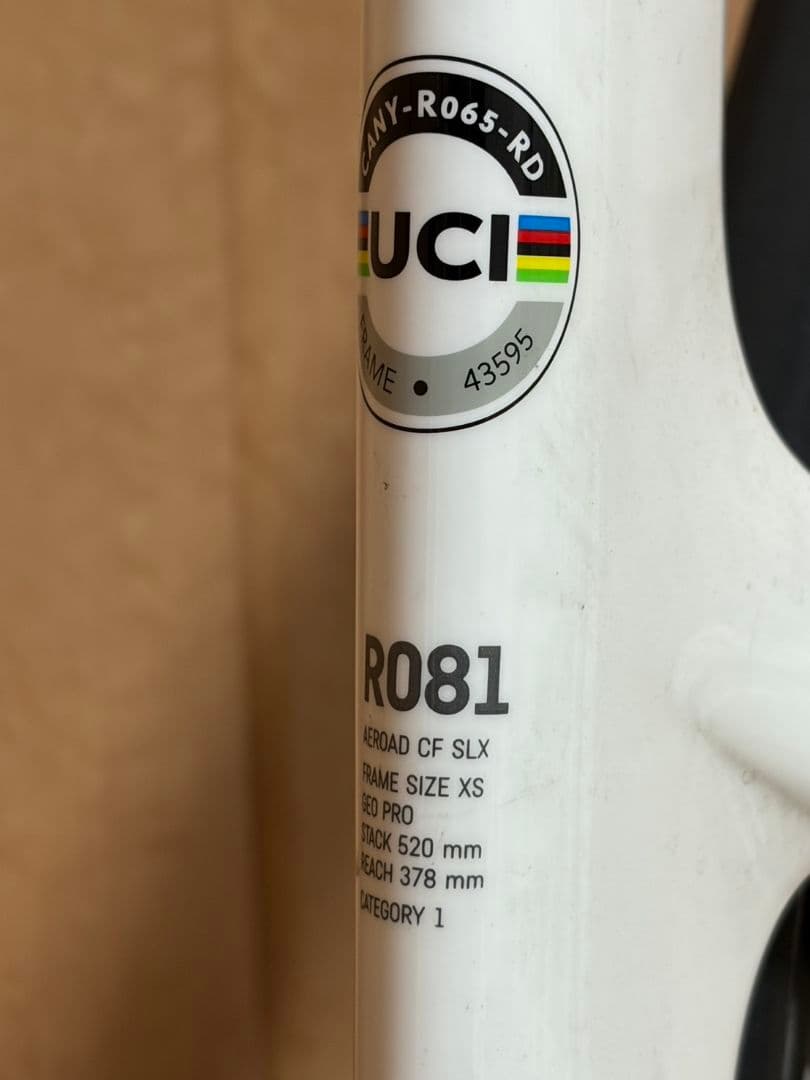 CANY-R065-RD
UCI
FRAME • 43595
R081
AEROAD CF SLX
FRAME SIZE XS
GEO PRO
STACK 520 mm
REACH 378 mm
CATEGORY 1